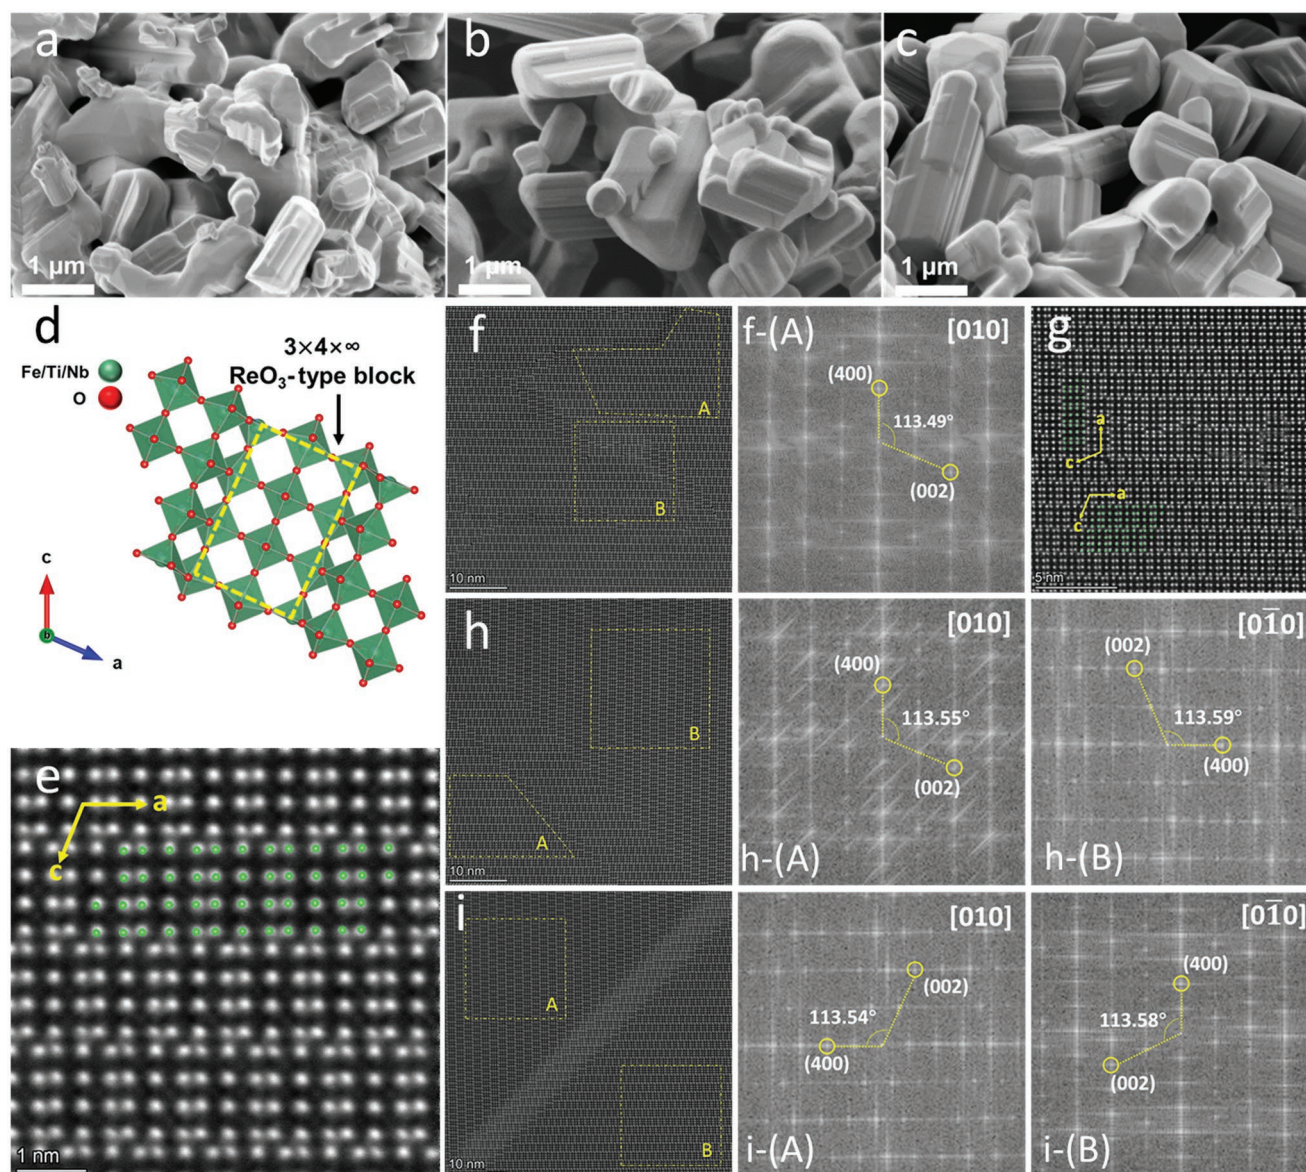 a
b
c
1 μm
1 μm
1 μm
d
3×4×∞
ReO₃-type block
Fe/Ti/Nb
O
c
b
a
e
a
c
1 nm
f
A
B
10 nm
f-(A)
[010]
(400)
113.49°
(002)
g
a
c
a
c
5 nm
h
B
A
10 nm
[010]
(400)
113.55°
(002)
h-(A)
[01̅0]
(002)
113.59°
(400)
h-(B)
i
A
B
10 nm
[010]
(002)
113.54°
(400)
i-(A)
[01̅0]
(400)
113.58°
(002)
i-(B)